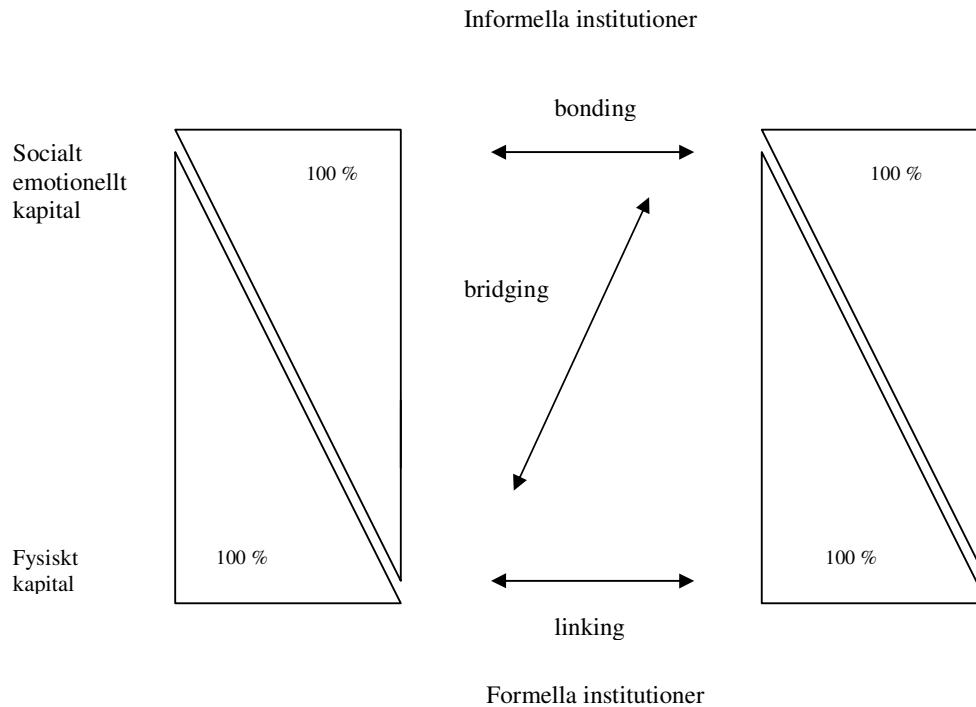 Informella institutioner
bonding
Socialt
emotionellt
kapital
100 %
100 %
bridging
Fysiskt
kapital
100 %
100 %
linking
Formella institutioner